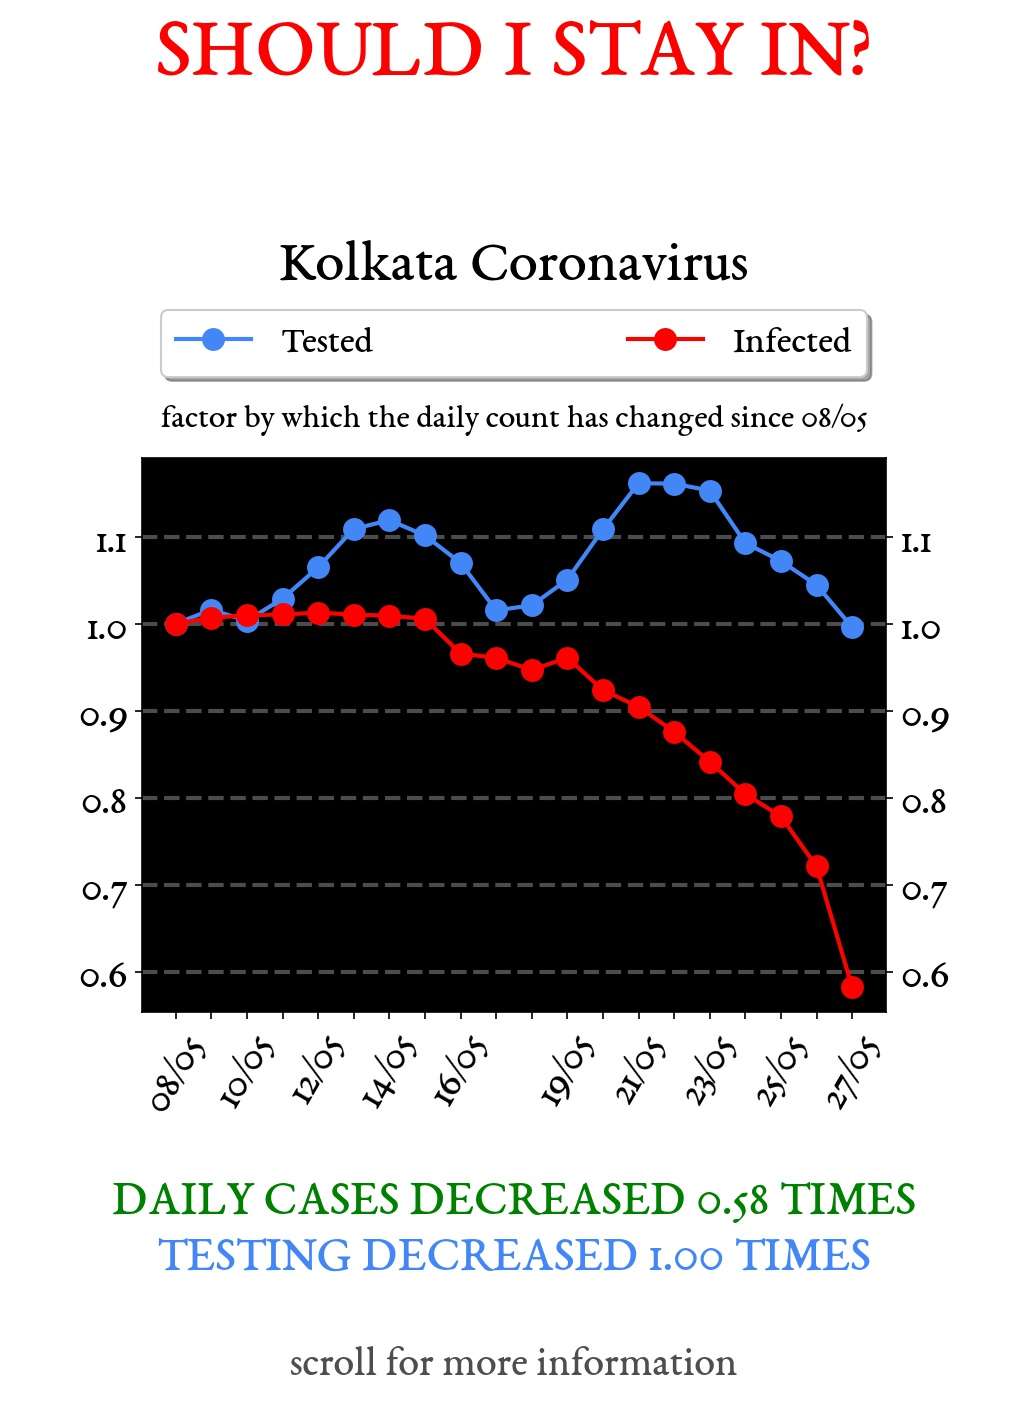 SHOULD I STAY IN?
Kolkata Coronavirus
Tested Infected
factor by which the daily count has changed since 08/05
1.1 1.1
1.0 1.0
0.9 0.9
0.8 0.8
0.7 0.7
0.6 0.6
08/05 10/05 12/05 14/05 16/05 19/05 21/05 23/05 25/05 27/05
DAILY CASES DECREASED 0.58 TIMES
TESTING DECREASED 1.00 TIMES
scroll for more information